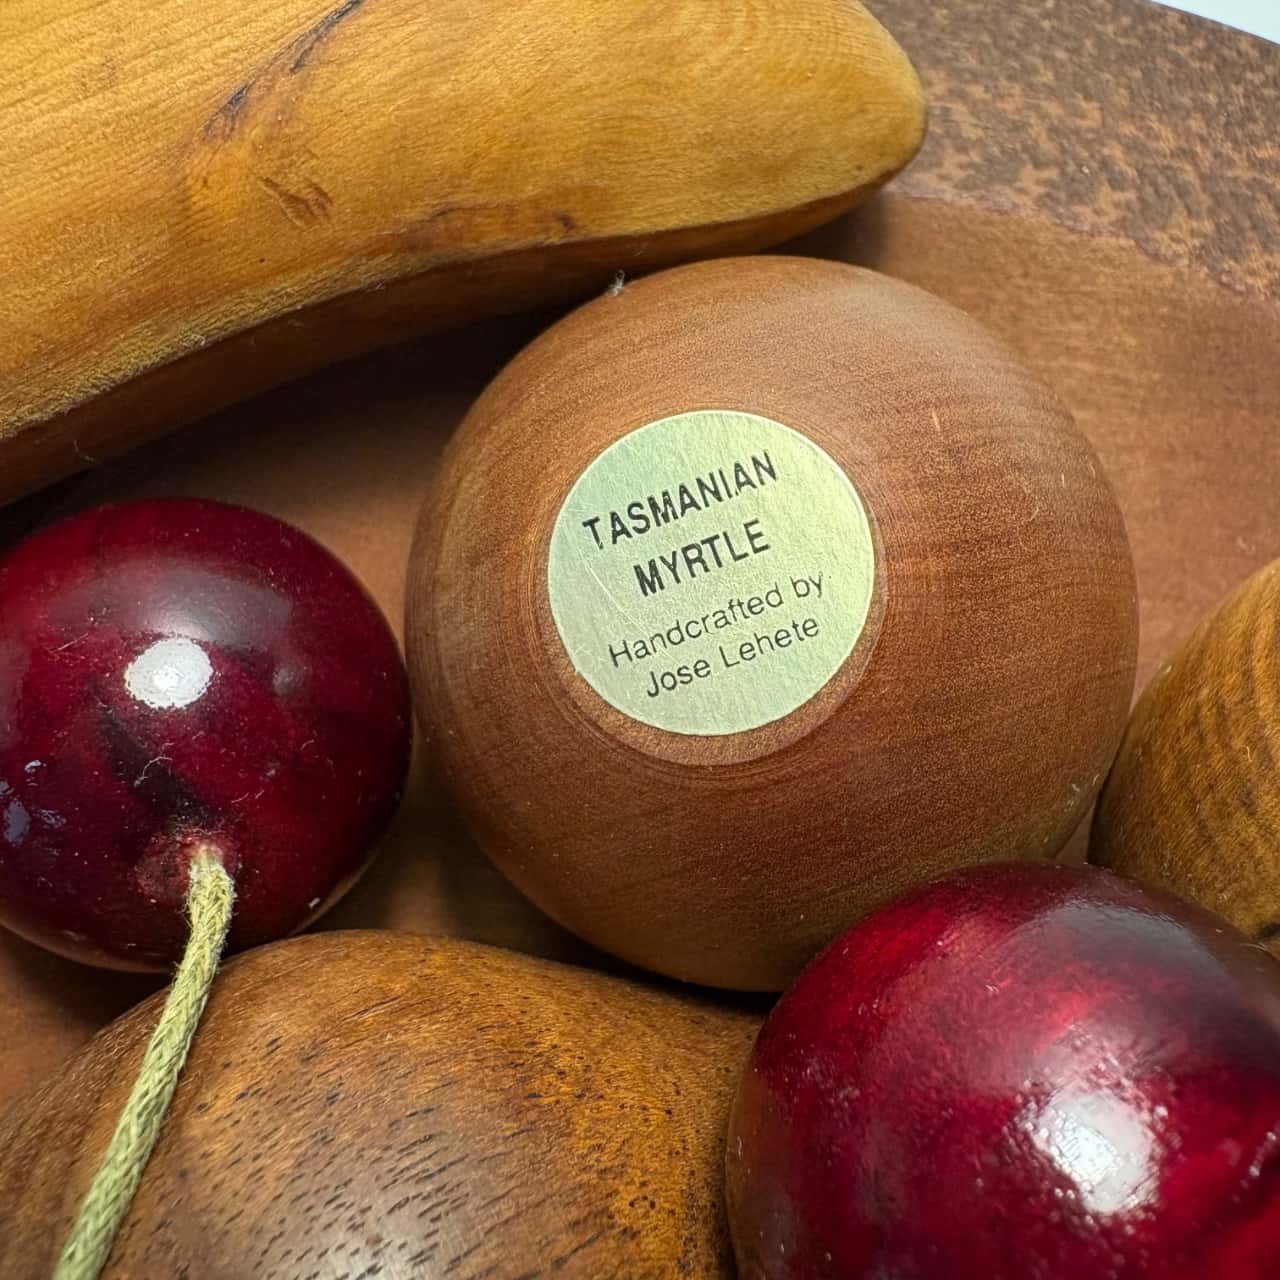 TASMANIAN
MYRTLE
Handcrafted by
Jose Lehete